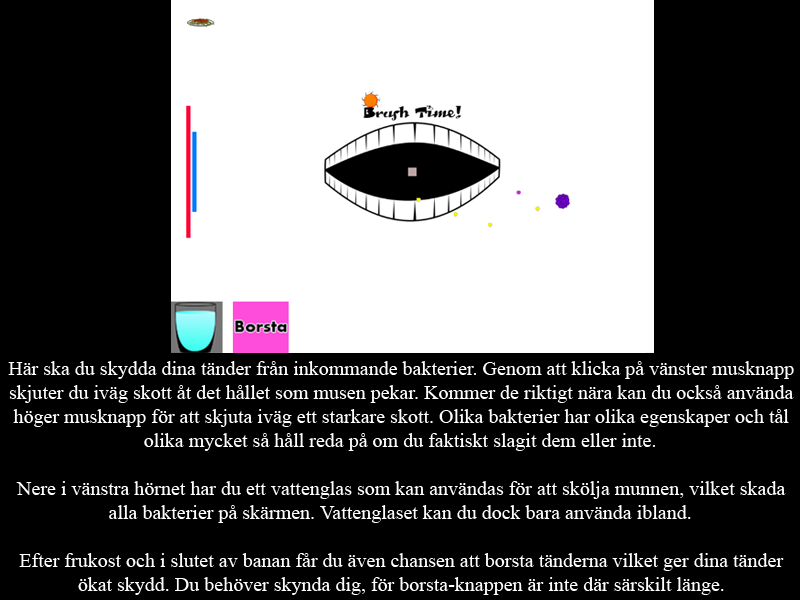 Brush Time!
Borsta
Här ska du skydda dina tänder från inkommande bakterier. Genom att klicka på vänster musknapp
skjuter du iväg skott åt det hållet som musen pekar. Kommer de riktigt nära kan du också använda
höger musknapp för att skjuta iväg ett starkare skott. Olika bakterier har olika egenskaper och tål
olika mycket så håll reda på om du faktiskt slagit dem eller inte.
Nere i vänstra hörnet har du ett vattenglas som kan användas för att skölja munnen, vilket skada
alla bakterier på skärmen. Vattenglaset kan du dock bara använda ibland.
Efter frukost och i slutet av banan får du även chansen att borsta tänderna vilket ger dina tänder
ökat skydd. Du behöver skynda dig, för borsta-knappen är inte där särskilt länge.